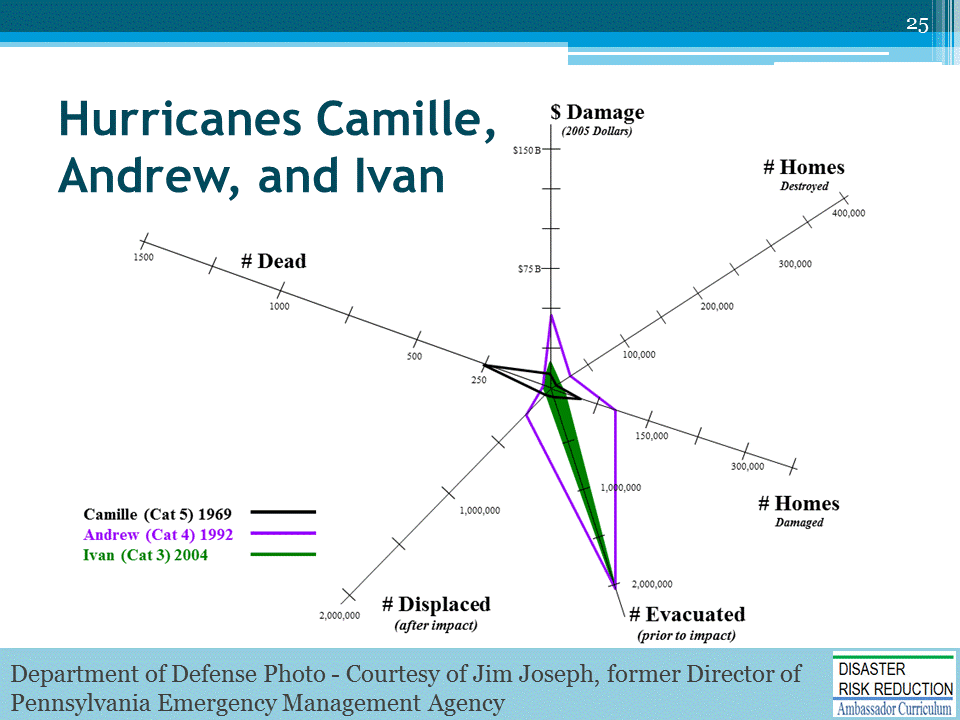 25
Hurricanes Camille,
Andrew, and Ivan
$ Damage
(2005 Dollars)
$150B
$75B
# Homes
Destroyed
400,000
300,000
200,000
100,000
# Dead
1500
1000
500
250
150,000
300,000
# Homes
Damaged
1,000,000
2,000,000
# Evacuated
(prior to impact)
1,000,000
2,000,000
# Displaced
(after impact)
Camille (Cat 5) 1969
Andrew (Cat 4) 1992
Ivan (Cat 3) 2004
Department of Defense Photo - Courtesy of Jim Joseph, former Director of
Pennsylvania Emergency Management Agency
DISASTER
RISK REDUCTION
Ambassador Curriculum